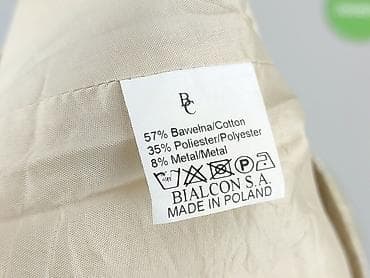 BC
57% Bawełna/Cotton
35% Poliester/Polyester
8% Metal/Metal
P
BIALCON S.A.
MADE IN POLAND